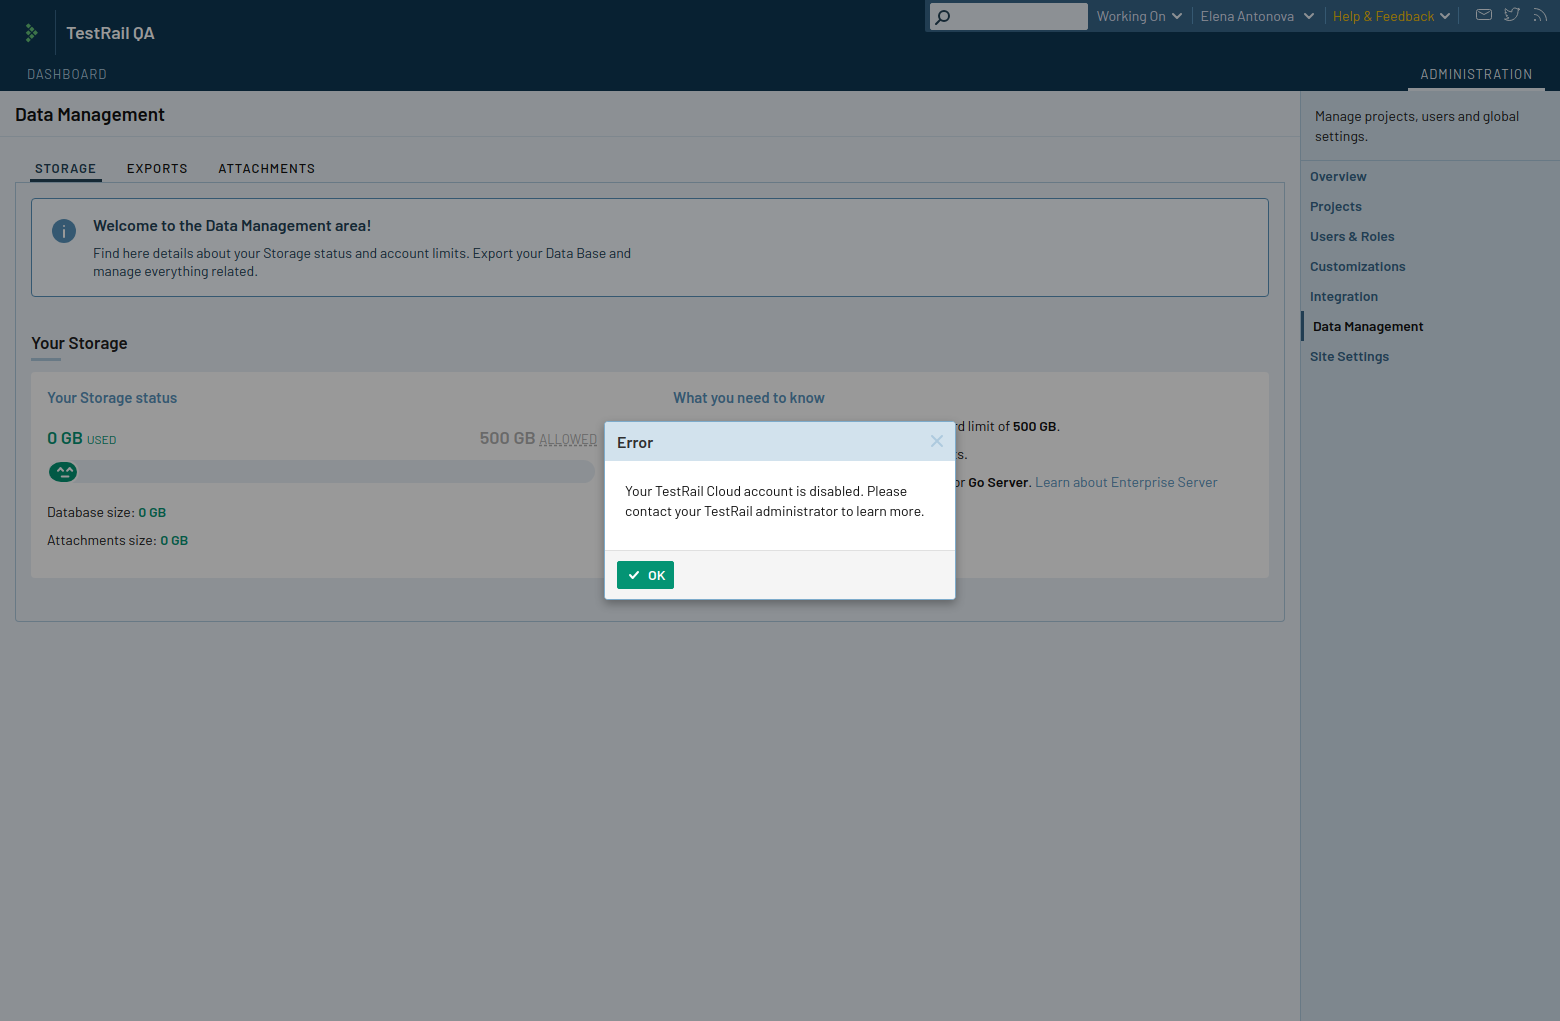 TestRail QA
Working On
Elena Antonova
Help & Feedback
DASHBOARD
ADMINISTRATION
Data Management
STORAGE EXPORTS ATTACHMENTS
Welcome to the Data Management area!
Find here details about your Storage status and account limits. Export your Data Base and
manage everything related.
Your Storage
Your Storage status
0 GB USED
500 GB ALLOWED
Database size: 0 GB
Attachments size: 0 GB
What you need to know
limit of 500 GB.
Go Server. Learn about Enterprise Server
Error
Your TestRail Cloud account is disabled. Please
contact your TestRail administrator to learn more.
OK
Manage projects, users and global
settings.
Overview
Projects
Users & Roles
Customizations
Integration
Data Management
Site Settings